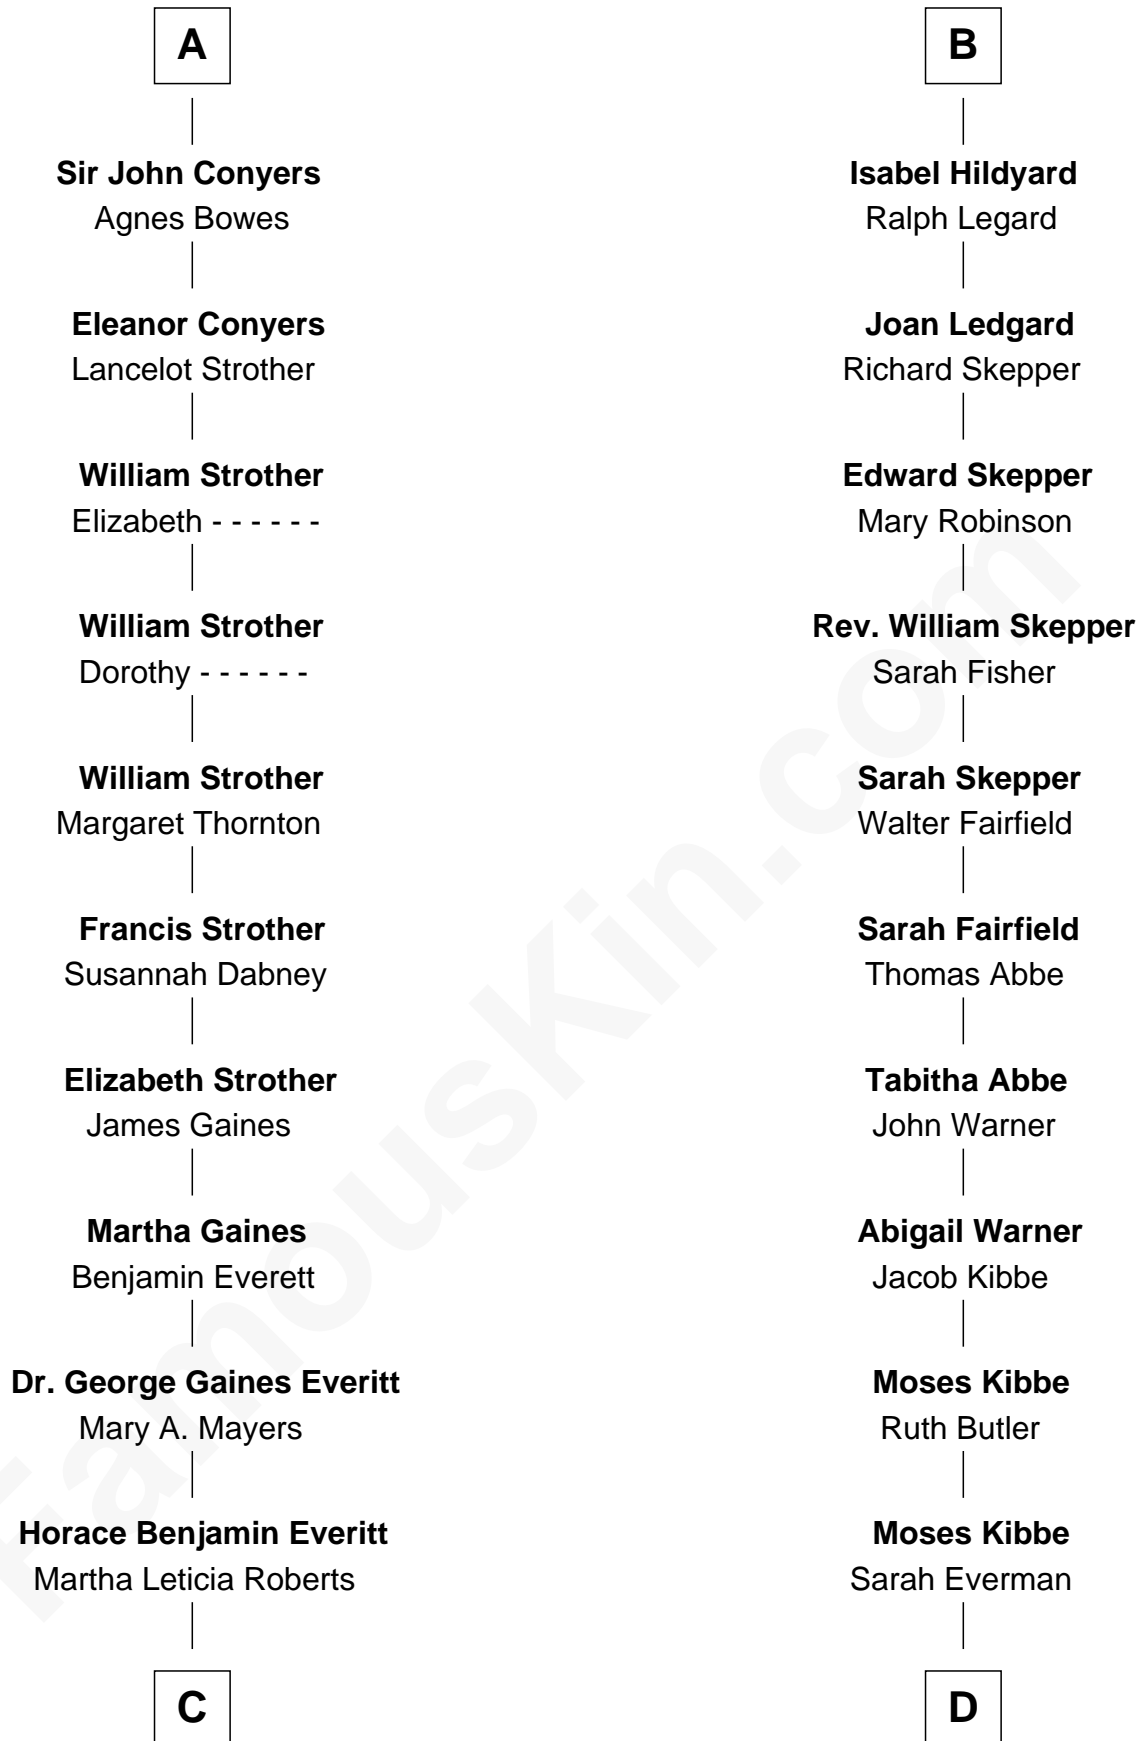 A
Sir John Conyers
Agnes Bowes
Eleanor Conyers
Lancelot Strother
William Strother
Elizabeth - - - - - -
William Strother
Dorothy - - - - - -
William Strother
Margaret Thornton
Francis Strother
Susannah Dabney
Elizabeth Strother
James Gaines
Martha Gaines
Benjamin Everett
Dr. George Gaines Everitt
Mary A. Mayers
Horace Benjamin Everitt
Martha Leticia Roberts
C
B
Isabel Hildyard
Ralph Legard
Joan Ledgard
Richard Skepper
Edward Skepper
Mary Robinson
Rev. William Skepper
Sarah Fisher
Sarah Skepper
Walter Fairfield
Sarah Fairfield
Thomas Abbe
Tabitha Abbe
John Warner
Abigail Warner
Jacob Kibbe
Moses Kibbe
Ruth Butler
Moses Kibbe
Sarah Everman
D
FamousKin.com